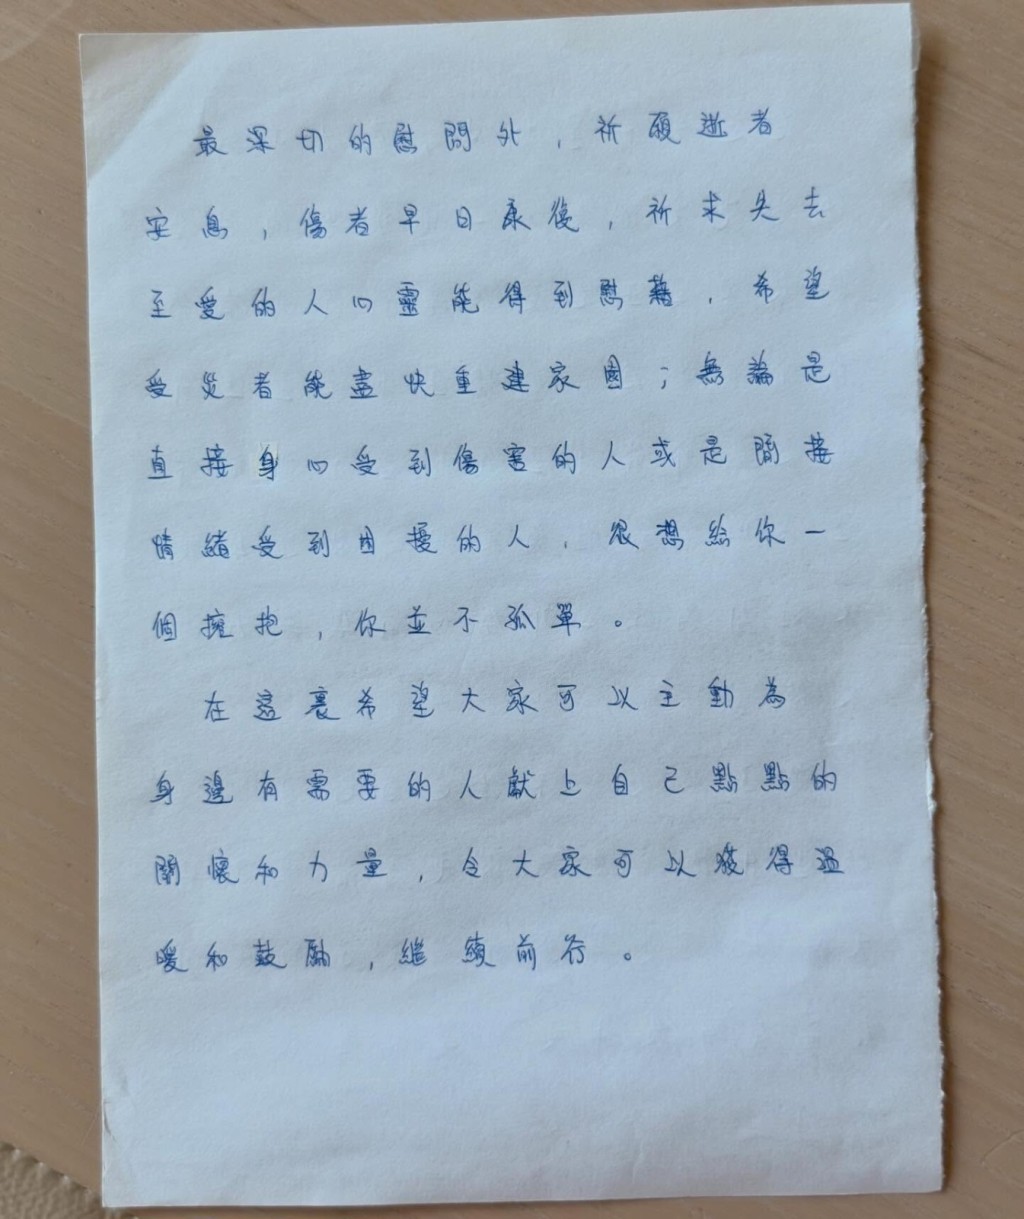 最深切的慰問外，祈願逝者
安息，傷者早日康復，祈求失去
至愛的人心靈能得到慰藉，希望
受災者能盡快重建家園；無論是
直接身心受到傷害的人或是間接
情緒受到困擾的人，很想給你一
個擁抱，你並不孤單。
在這裏希望大家可以主動為
身邊有需要的人獻上自己點點的
關懷和力量，令大家可以獲得溫
暖和鼓勵，繼續前行。